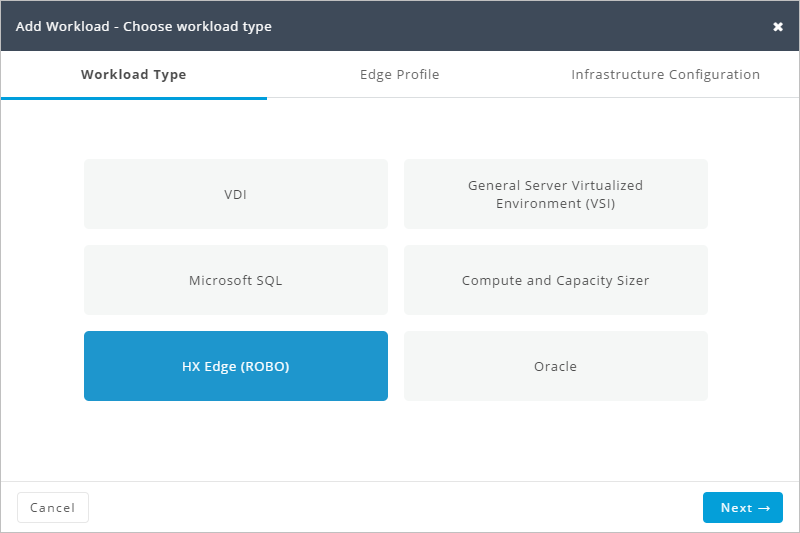 Add Workload - Choose workload type ✖
Workload Type Edge Profile Infrastructure Configuration
VDI
General Server Virtualized
Environment (VSI)
Microsoft SQL
Compute and Capacity Sizer
HX Edge (ROBO)
Oracle
Cancel
Next →